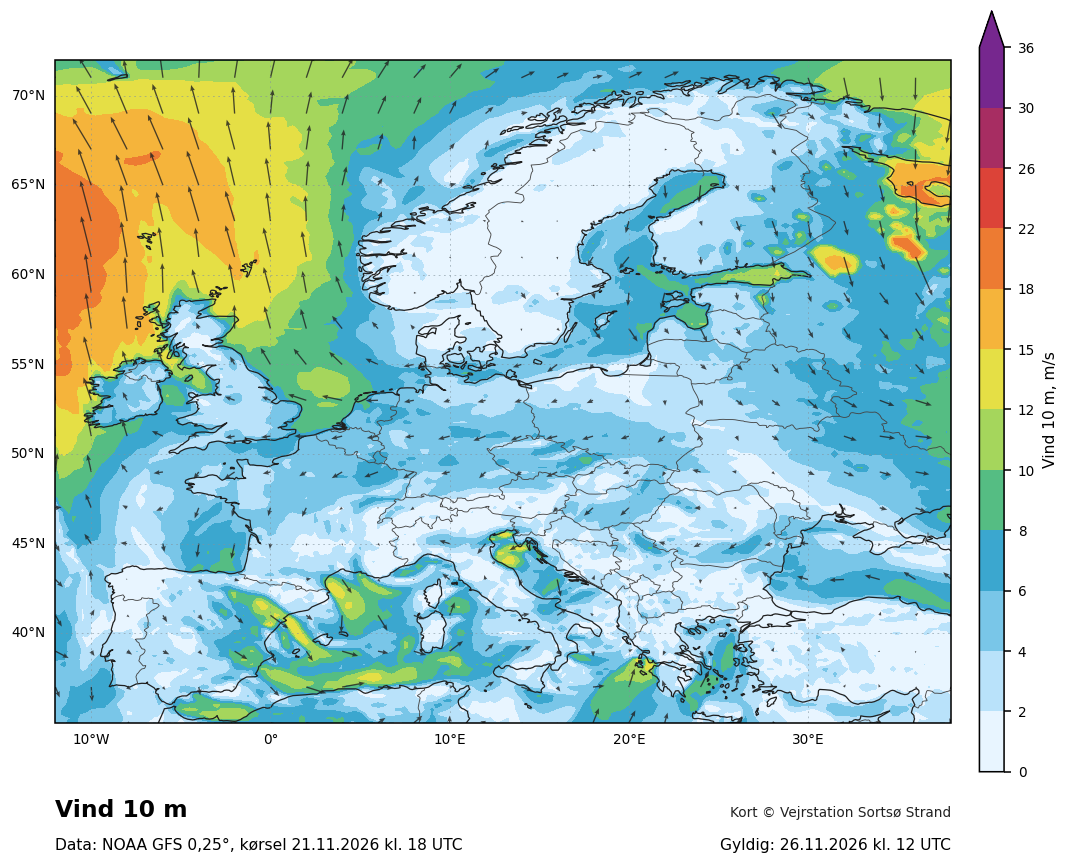 70°N
65°N
60°N
55°N
50°N
45°N
40°N
10°W
0°
10°E
20°E
30°E
36
30
26
22
18
15
12
10
8
6
4
2
0
Vind 10 m, m/s
Vind 10 m
Kort © Vejrstation Sortsø Strand
Data: NOAA GFS 0,25°, kørsel 21.11.2026 kl. 18 UTC
Gyldig: 26.11.2026 kl. 12 UTC